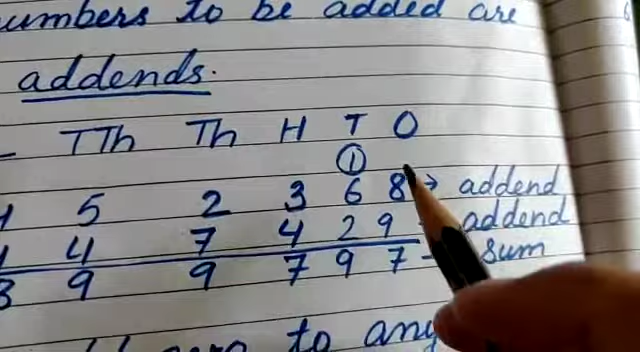 numbers to be added are
addends.
TTh Th H T O
1
5 2 3 6 8 → addend
4 7 4 2 9 - addend
9 9 7 9 7 - sum
to any